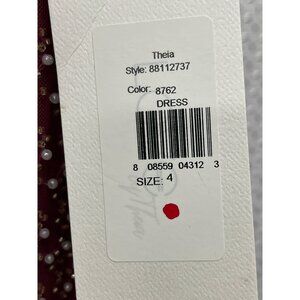 Theia
Style: 88112737
Color: 8762
DRESS
8 08559 04312 3
SIZE: 4